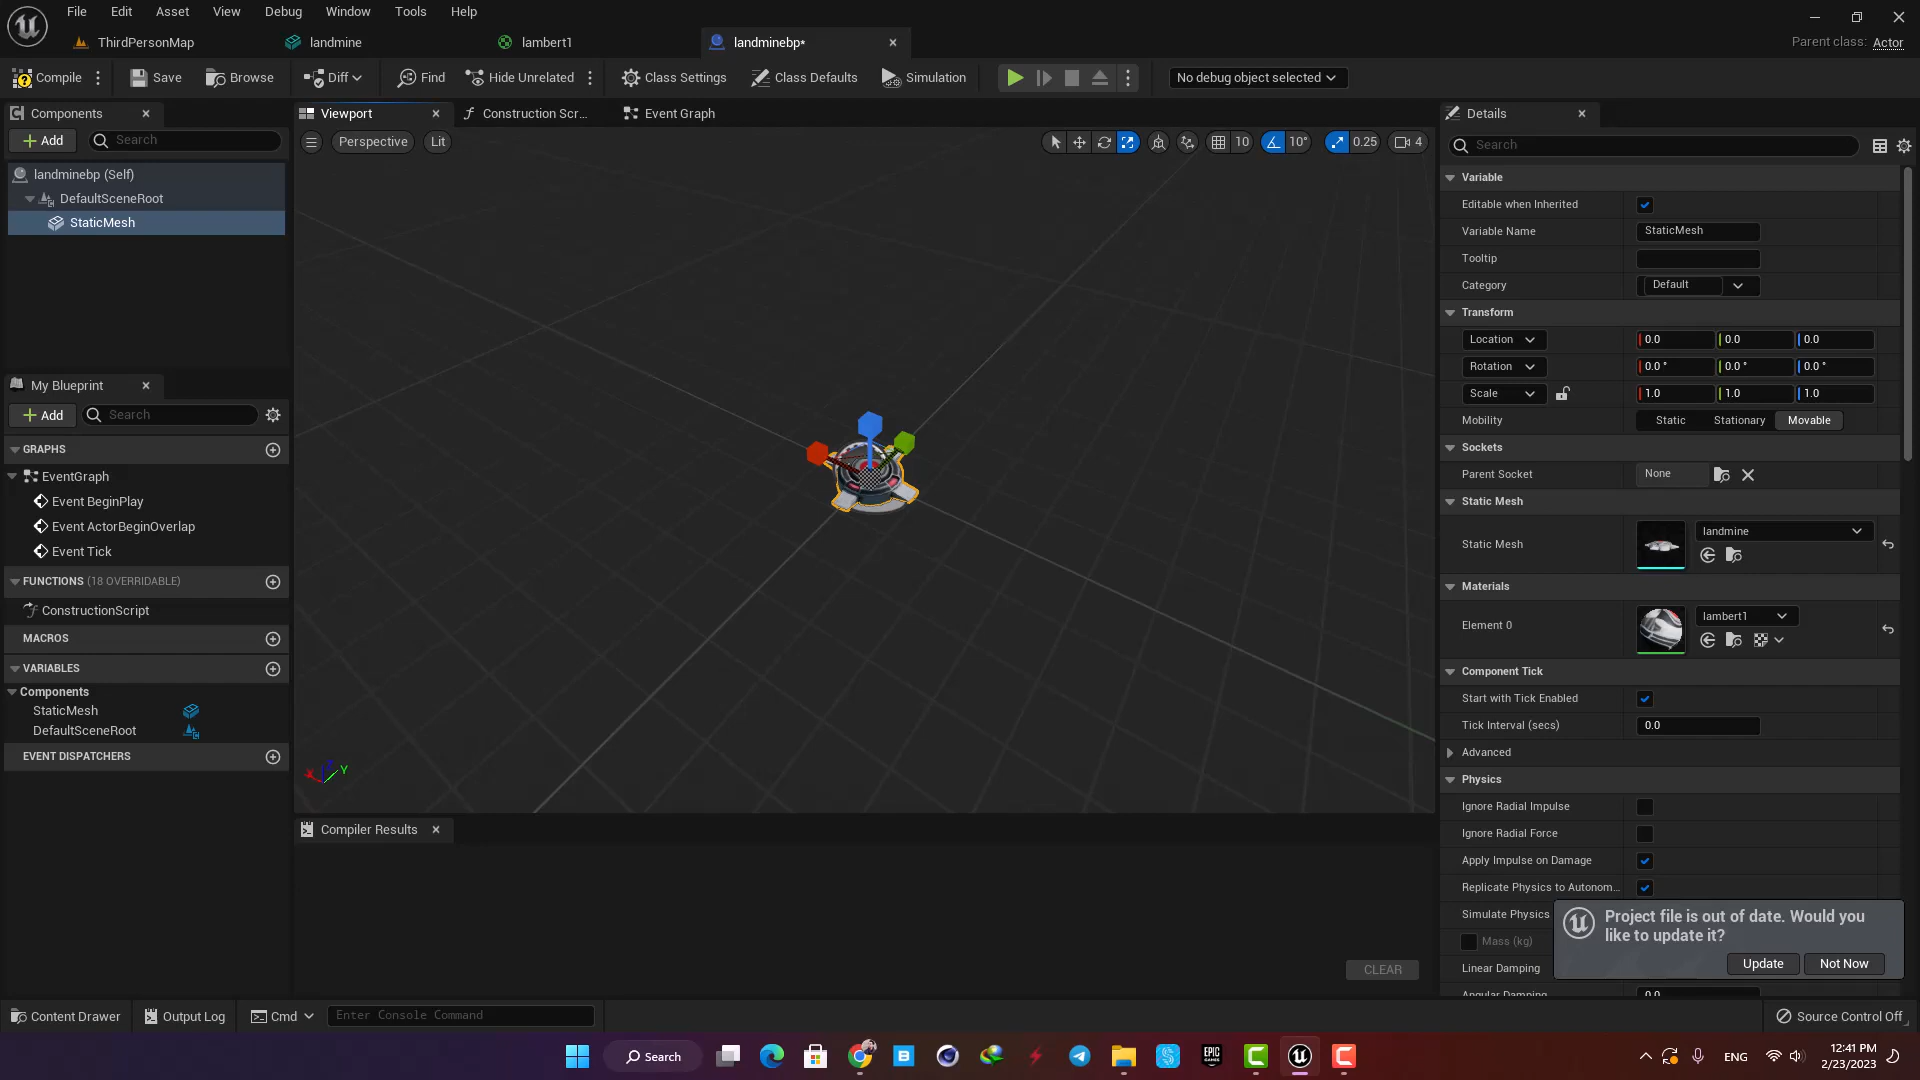 File Edit Asset View Debug Window Tools Help
ThirdPersonMap landmine lambert1 landminebp*
Parent class: Actor
Compile Save Browse Diff Find Hide Unrelated Class Settings Class Defaults Simulation No debug object selected
Components
Add Search
landminebp (Self)
DefaultSceneRoot
StaticMesh
My Blueprint
Add Search
GRAPHS
EventGraph
Event BeginPlay
Event ActorBeginOverlap
Event Tick
FUNCTIONS (18 OVERRIDABLE)
ConstructionScript
MACROS
VARIABLES
Components
StaticMesh
DefaultSceneRoot
EVENT DISPATCHERS
Viewport Construction Scr... Event Graph
Perspective Lit 10 10° 0.25 4
X Y
Compiler Results
CLEAR
Details
Search
Variable
Editable when Inherited
Variable Name StaticMesh
Tooltip
Category Default
Transform
Location 0.0 0.0 0.0
Rotation 0.0 ° 0.0 ° 0.0 °
Scale 1.0 1.0 1.0
Mobility Static Stationary Movable
Sockets
Parent Socket None
Static Mesh
Static Mesh landmine
Materials
Element 0 lambert1
Component Tick
Start with Tick Enabled
Tick Interval (secs) 0.0
Advanced
Physics
Ignore Radial Impulse
Ignore Radial Force
Apply Impulse on Damage
Replicate Physics to Autonom...
Simulate Physics
Mass (kg)
Linear Damping
Angular Damping 0.0
Project file is out of date. Would you
like to update it?
Update Not Now
Content Drawer Output Log Cmd Enter Console Command Source Control Off
Search
EPIC
GAMES
ENG
12:41 PM
2/23/2023